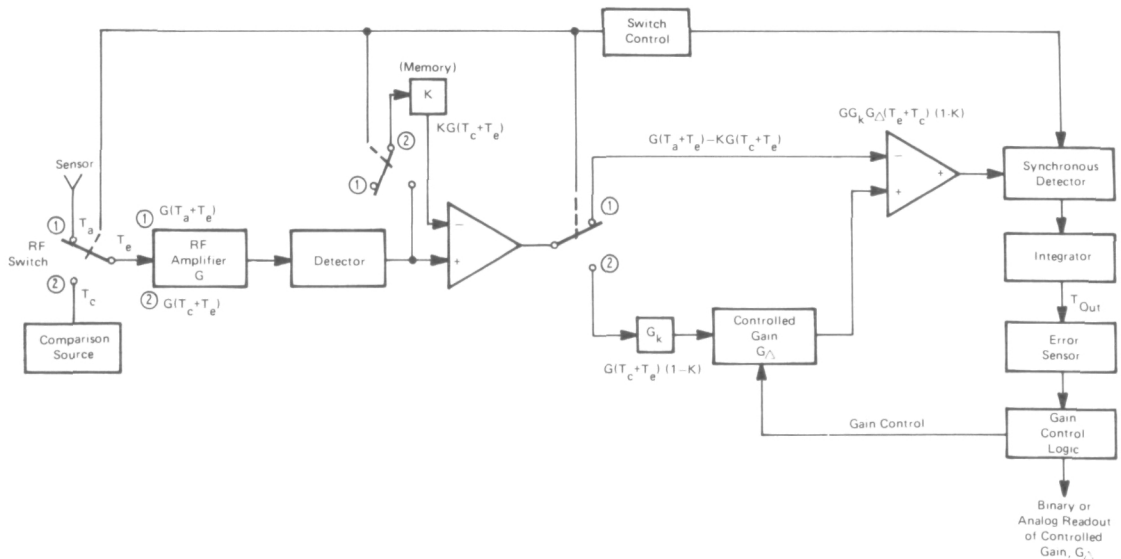 Switch
Control
(Memory)
K
KG(Tc+Te)
②
①
GGkG△(Te+Tc) (1-K)
G(Ta+Te)-KG(Tc+Te)
Sensor
① Ta
RF
Switch
② Tc
Te
① G(Ta+Te)
RF
Amplifier
G
② G(Tc+Te)
Detector
−
+
①
②
−
+
+
Synchronous
Detector
Integrator
TOut
Comparison
Source
Gk
G(Tc+Te) (1-K)
Controlled
Gain
G△
Error
Sensor
Gain Control
Gain
Control
Logic
Binary or
Analog Readout
of Controlled
Gain, G△